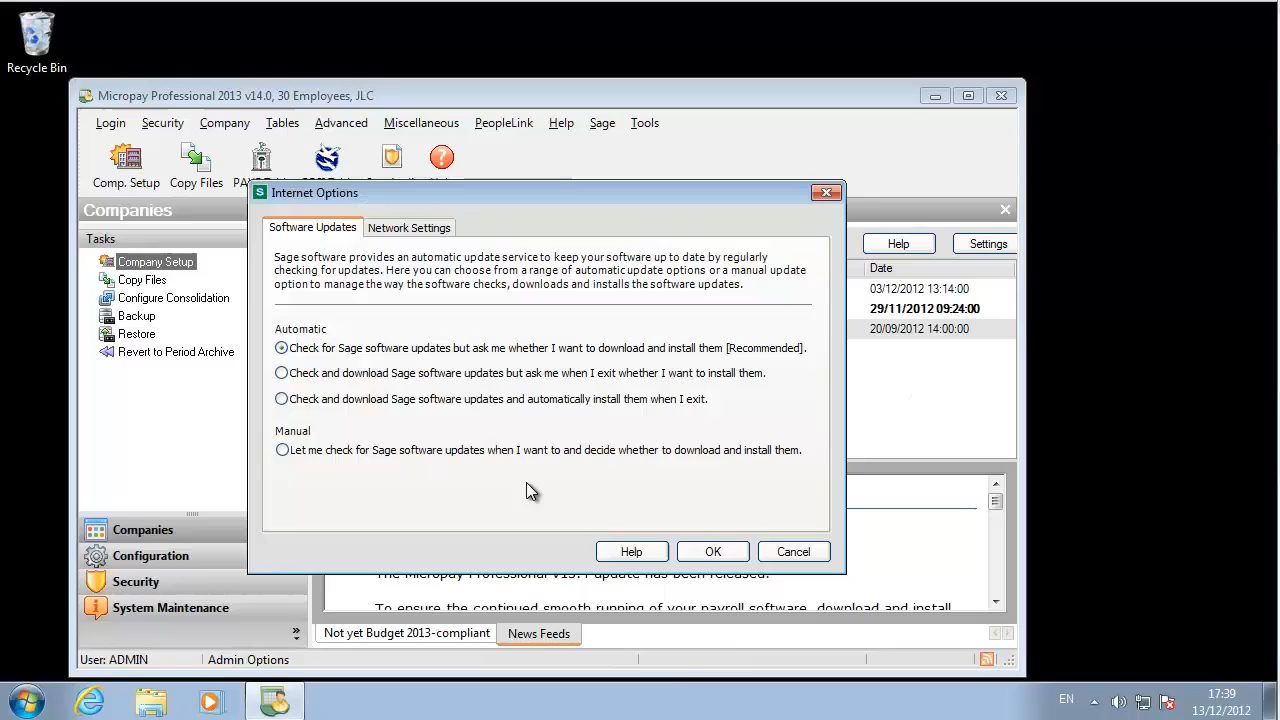 Recycle Bin
Micropay Professional 2013 v14.0, 30 Employees, JLC
Login Security Company Tables Advanced Miscellaneous PeopleLink Help Sage Tools
Comp. Setup Copy Files
Internet Options
Companies
Tasks
Company Setup
Copy Files
Configure Consolidation
Backup
Restore
Revert to Period Archive
Software Updates Network Settings
Sage software provides an automatic update service to keep your software up to date by regularly
checking for updates. Here you can choose from a range of automatic update options or a manual update
option to manage the way the software checks, downloads and installs the software updates.
Automatic
Check for Sage software updates but ask me whether I want to download and install them [Recommended].
Check and download Sage software updates but ask me when I exit whether I want to install them.
Check and download Sage software updates and automatically install them when I exit.
Manual
Let me check for Sage software updates when I want to and decide whether to download and install them.
Help OK Cancel
Help Settings
Date
03/12/2012 13:14:00
29/11/2012 09:24:00
20/09/2012 14:00:00
Companies
Configuration
Security
System Maintenance
To ensure the continued smooth running of your payroll software, download and install
Not yet Budget 2013-compliant News Feeds
User: ADMIN Admin Options
EN
17:39
13/12/2012